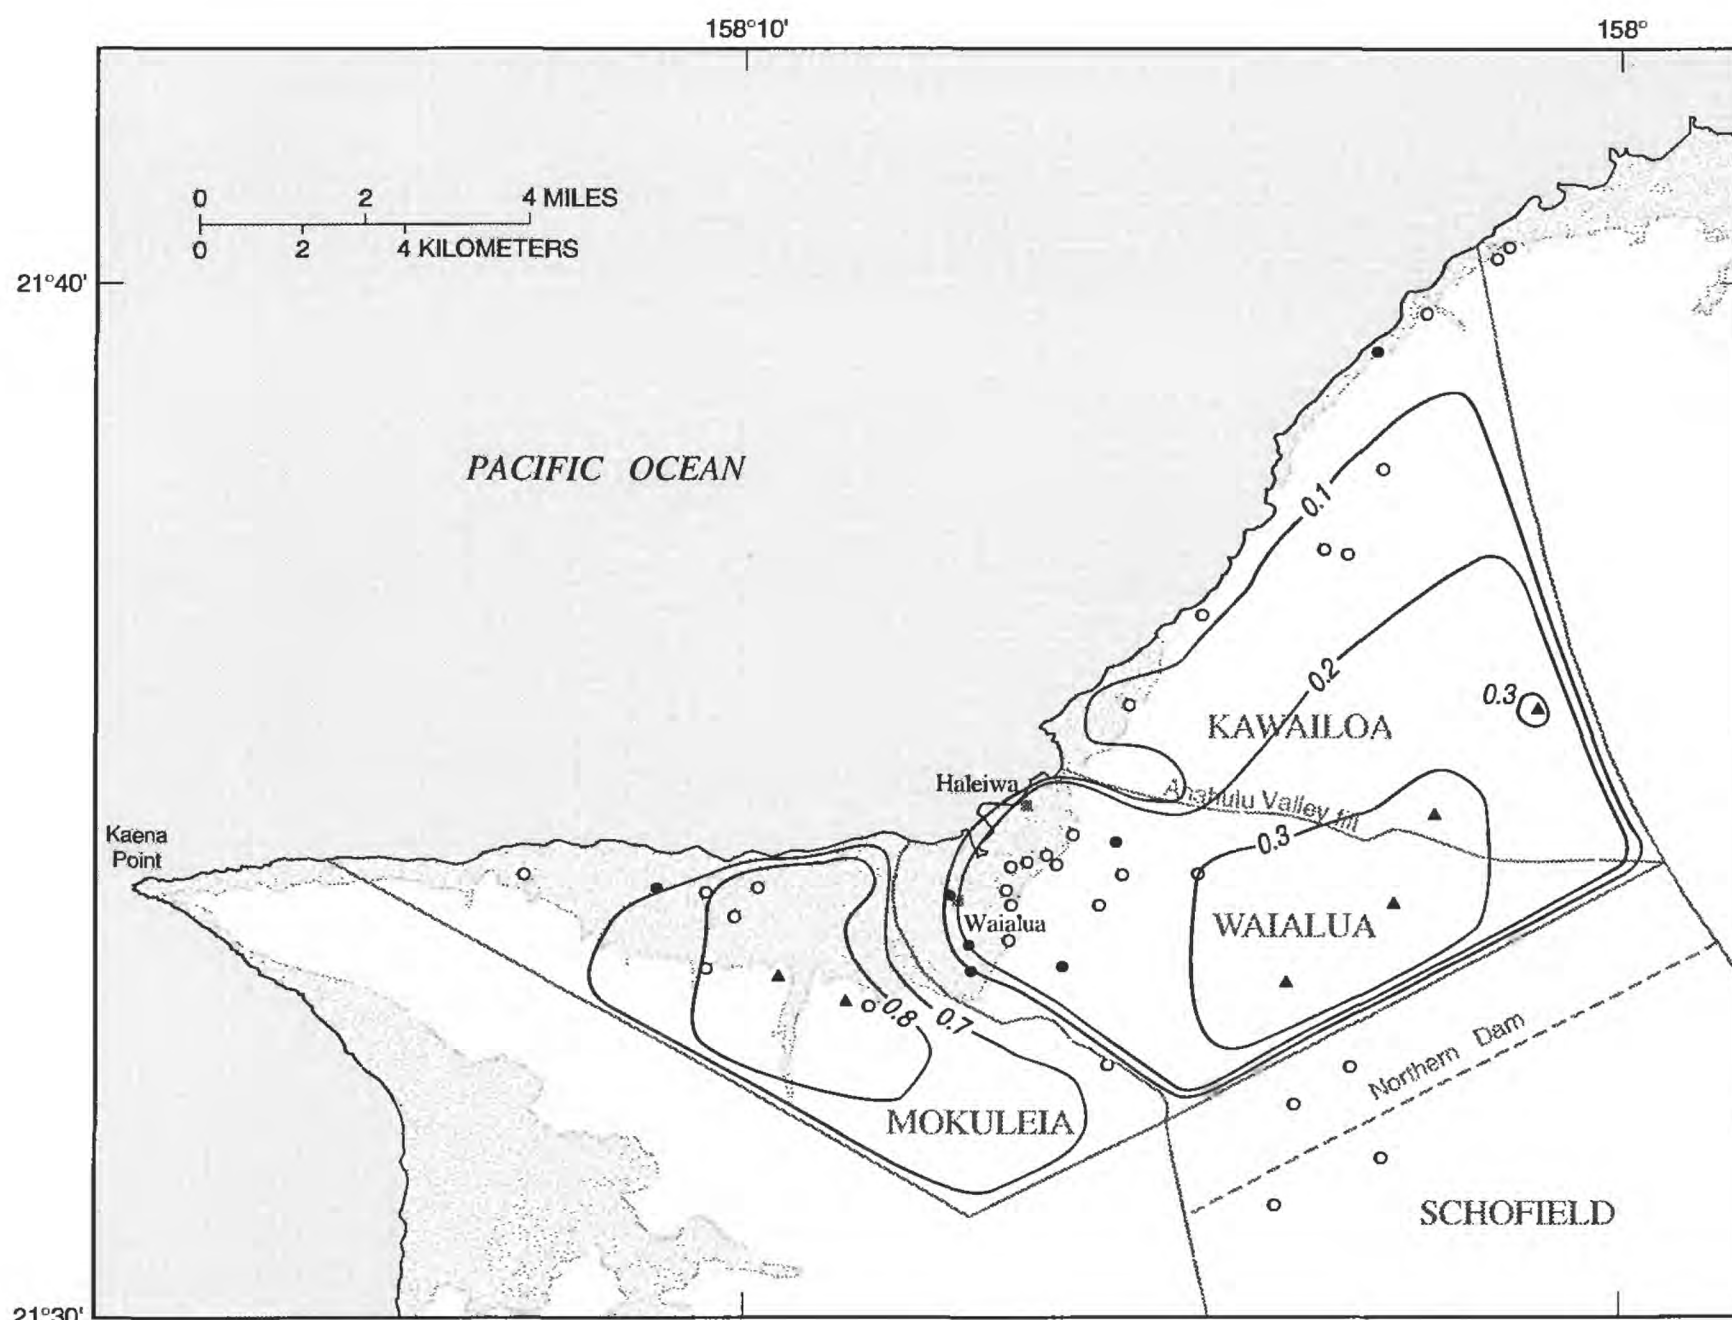 158°10'
158°
0 2 4 MILES
0 2 4 KILOMETERS
21°40'
PACIFIC OCEAN
0.1
0.2
0.3
KAWAILOA
Haleiwa
Anahulu Valley fill
Kaena
Point
0.3
Waialua
WAIALUA
0.8
0.7
Northern Dam
MOKULEIA
SCHOFIELD
21°30'